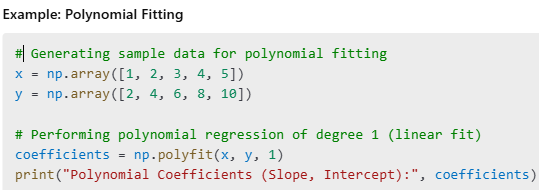 Example: Polynomial Fitting
# Generating sample data for polynomial fitting
x = np.array([1, 2, 3, 4, 5])
y = np.array([2, 4, 6, 8, 10])
# Performing polynomial regression of degree 1 (linear fit)
coefficients = np.polyfit(x, y, 1)
print("Polynomial Coefficients (Slope, Intercept):", coefficients)